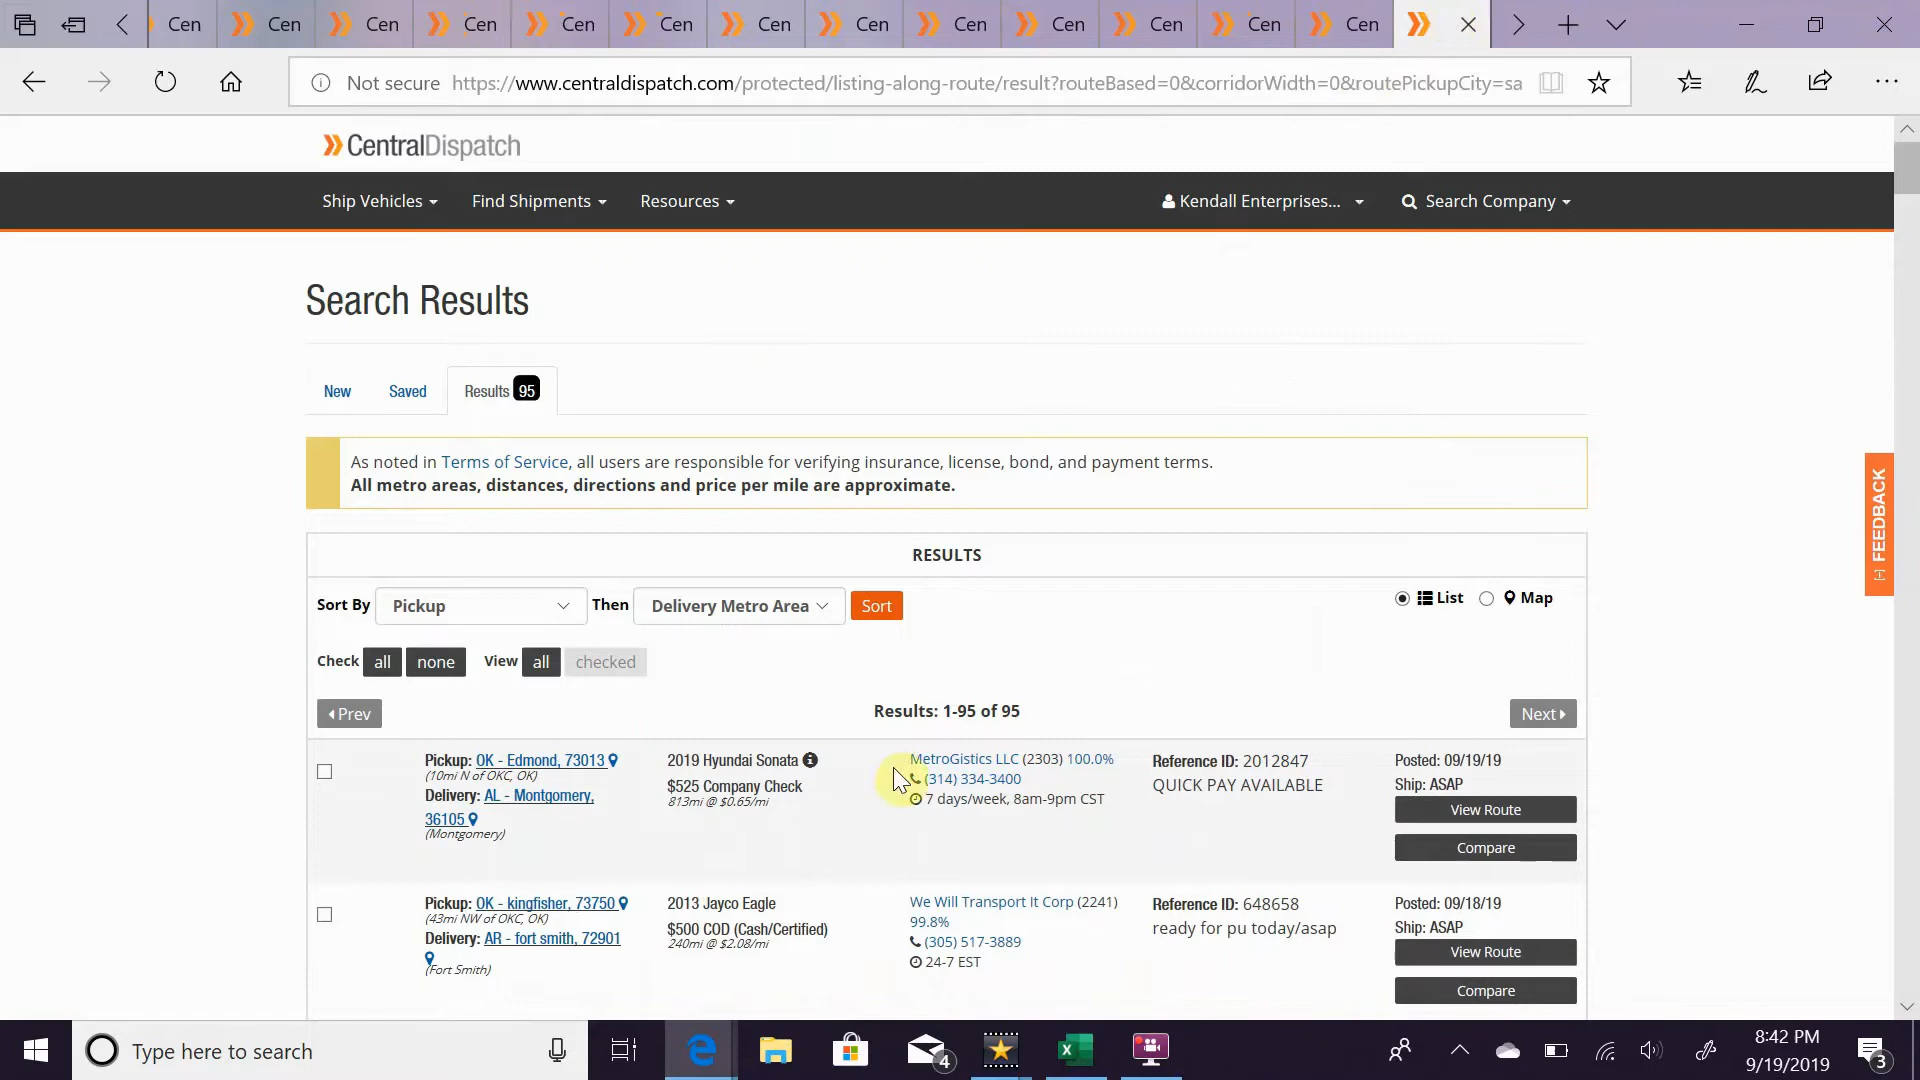 Cen Cen Cen Cen Cen Cen Cen Cen Cen Cen Cen Cen Cen
Not secure https://www.centraldispatch.com/protected/listing-along-route/result?routeBased=0&corridorWidth=0&routePickupCity=sa
CentralDispatch
Ship Vehicles Find Shipments Resources Kendall Enterprises... Search Company
Search Results
New Saved Results 95
As noted in Terms of Service, all users are responsible for verifying insurance, license, bond, and payment terms.
All metro areas, distances, directions and price per mile are approximate.
[-] FEEDBACK
RESULTS
Sort By Pickup Then Delivery Metro Area Sort List Map
Check all none View all checked
Prev Results: 1-95 of 95 Next
Pickup: OK - Edmond, 73013 2019 Hyundai Sonata MetroGistics LLC (2303) 100.0% Reference ID: 2012847 Posted: 09/19/19
(10mi N of OKC, OK) $525 Company Check (314) 334-3400 QUICK PAY AVAILABLE Ship: ASAP
Delivery: AL - Montgomery, 813mi @ $0.65/mi 7 days/week, 8am-9pm CST View Route
36105
(Montgomery) Compare
Pickup: OK - kingfisher, 73750 2013 Jayco Eagle We Will Transport It Corp (2241) Reference ID: 648658 Posted: 09/18/19
(43mi NW of OKC, OK) $500 COD (Cash/Certified) 99.8% ready for pu today/asap Ship: ASAP
Delivery: AR - fort smith, 72901 240mi @ $2.08/mi (305) 517-3889 View Route
(Fort Smith) 24-7 EST
Compare
Type here to search 4 8:42 PM
9/19/2019 3